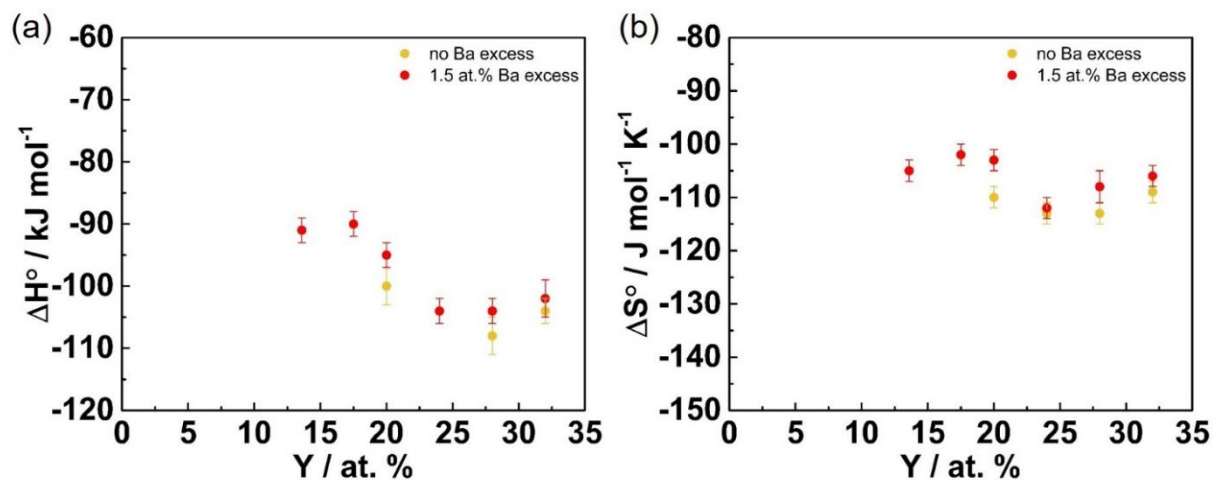 (a)
-60
-70
-80
-90
-100
-110
-120
ΔH° / kJ mol⁻¹
no Ba excess
1.5 at.% Ba excess
0 5 10 15 20 25 30 35
Y / at. %
(b)
-80
-90
-100
-110
-120
-130
-140
-150
ΔS° / J mol⁻¹ K⁻¹
no Ba excess
1.5 at.% Ba excess
0 5 10 15 20 25 30 35
Y / at. %